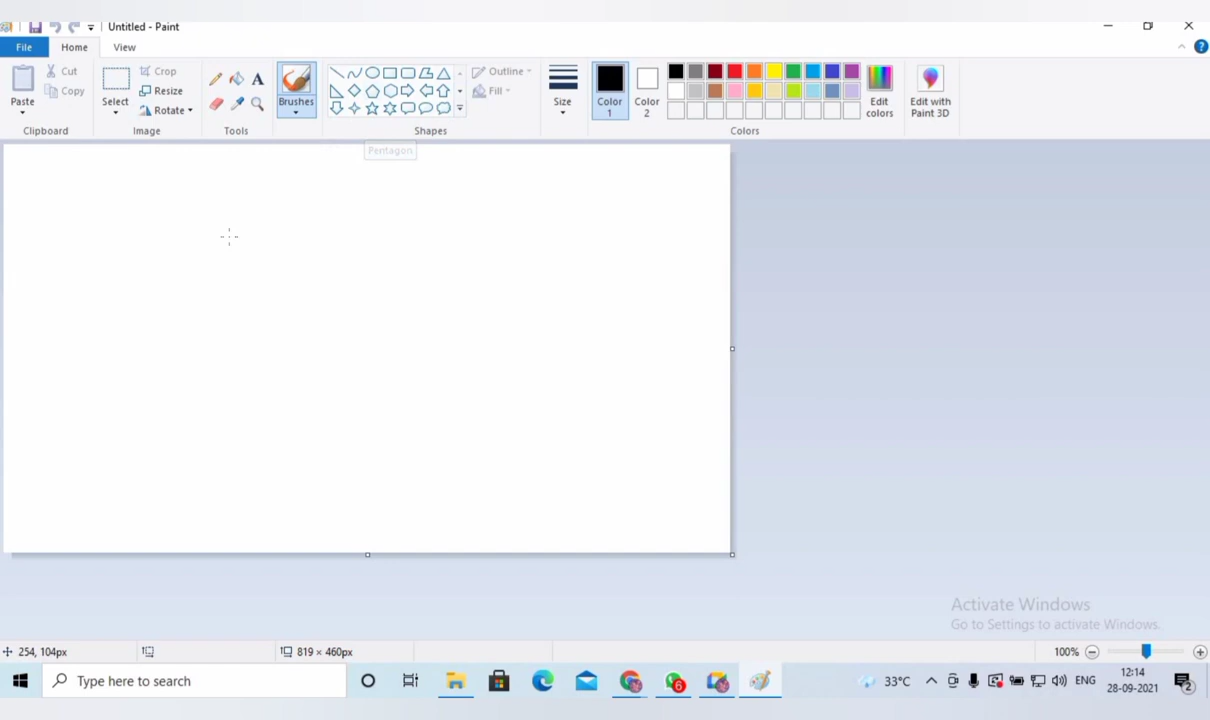 Untitled - Paint
File Home View
Paste
Cut
Copy
Clipboard
Select
Crop
Resize
Rotate
Image
Tools
Brushes
Shapes
Outline
Fill
Size
Color 1
Color 2
Colors
Edit colors
Edit with Paint 3D
Pentagon
Activate Windows
Go to Settings to activate Windows.
254, 104px 819 × 460px 100%
Type here to search
6
33°C
ENG
12:14
28-09-2021
2